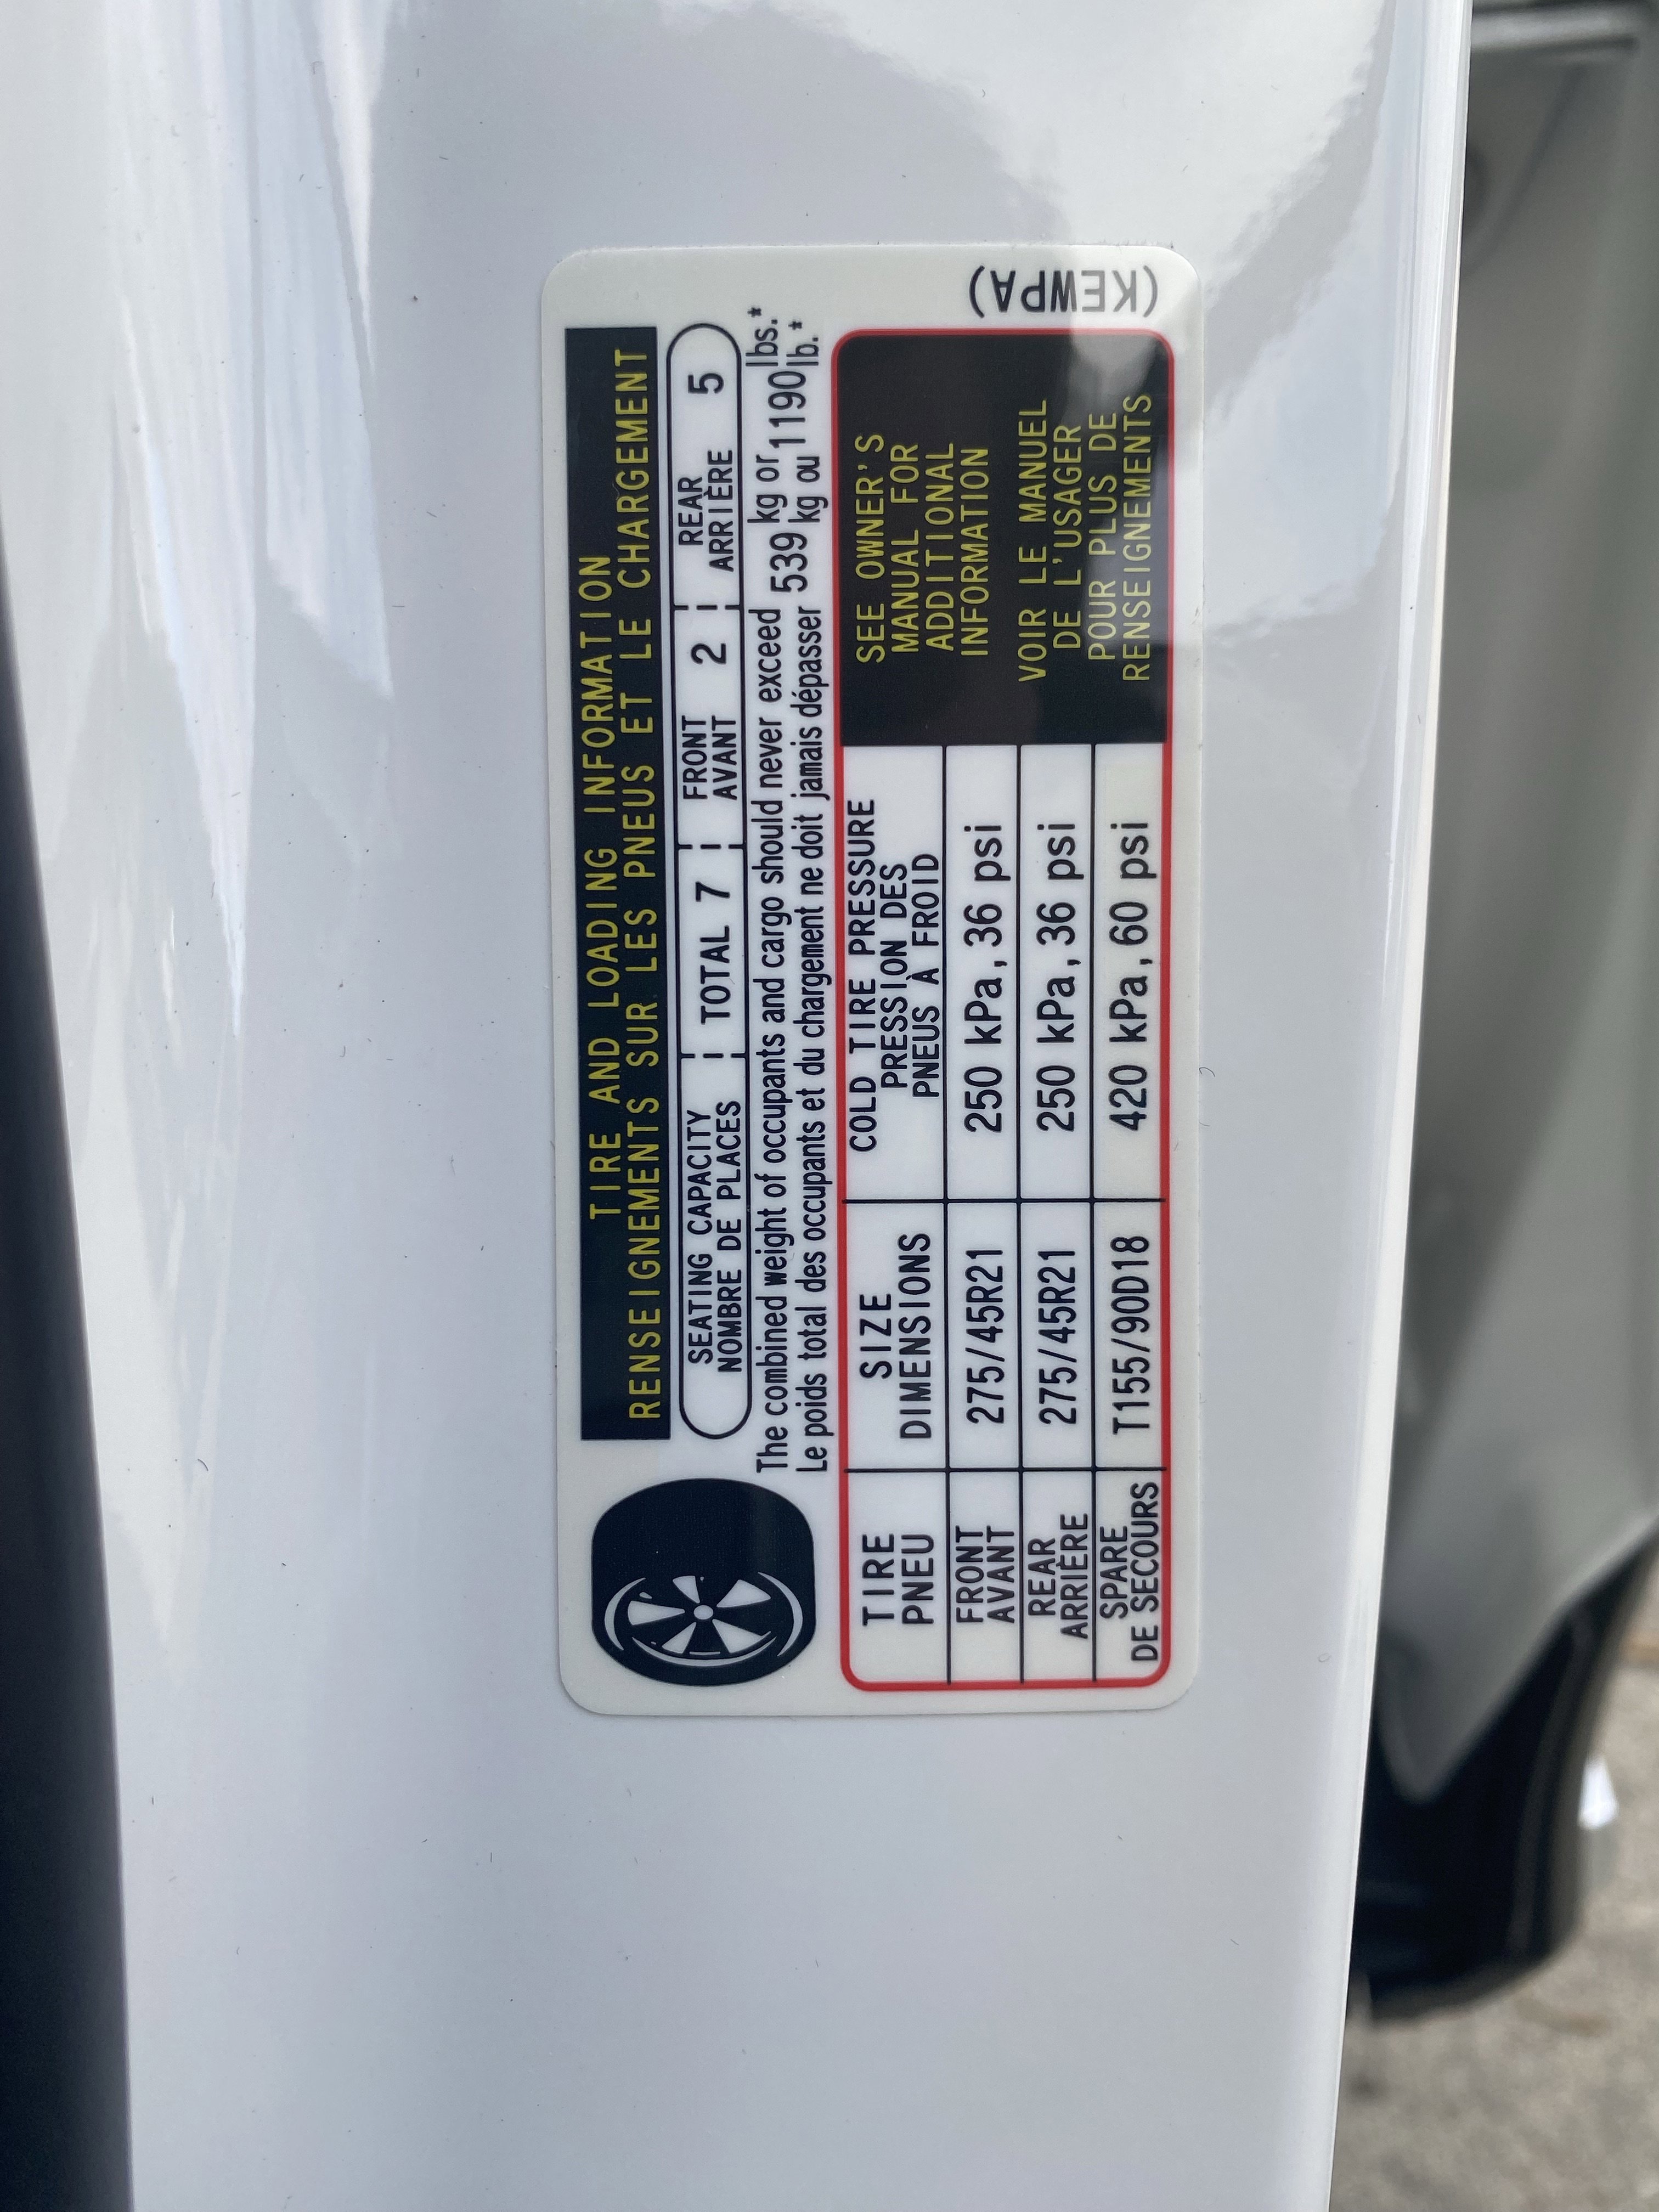 TIRE AND LOADING INFORMATION
RENSEIGNEMENTS SUR LES PNEUS ET LE CHARGEMENT
SEATING CAPACITY
NOMBRE DE PLACES
TOTAL 7
FRONT
AVANT
2
REAR
ARRIÈRE
5
The combined weight of occupants and cargo should never exceed 539 kg or 1190 lbs.*
Le poids total des occupants et du chargement ne doit jamais dépasser 539 kg ou 1190 lb.*
TIRE
PNEU
SIZE
DIMENSIONS
COLD TIRE PRESSURE
PRESSION DES
PNEUS À FROID
FRONT
AVANT
275/45R21
250 kPa, 36 psi
REAR
ARRIÈRE
275/45R21
250 kPa, 36 psi
SPARE
DE SECOURS
T155/90D18
420 kPa, 60 psi
SEE OWNER'S
MANUAL FOR
ADDITIONAL
INFORMATION
VOIR LE MANUEL
DE L'USAGER
POUR PLUS DE
RENSEIGNEMENTS
(KEWPA)